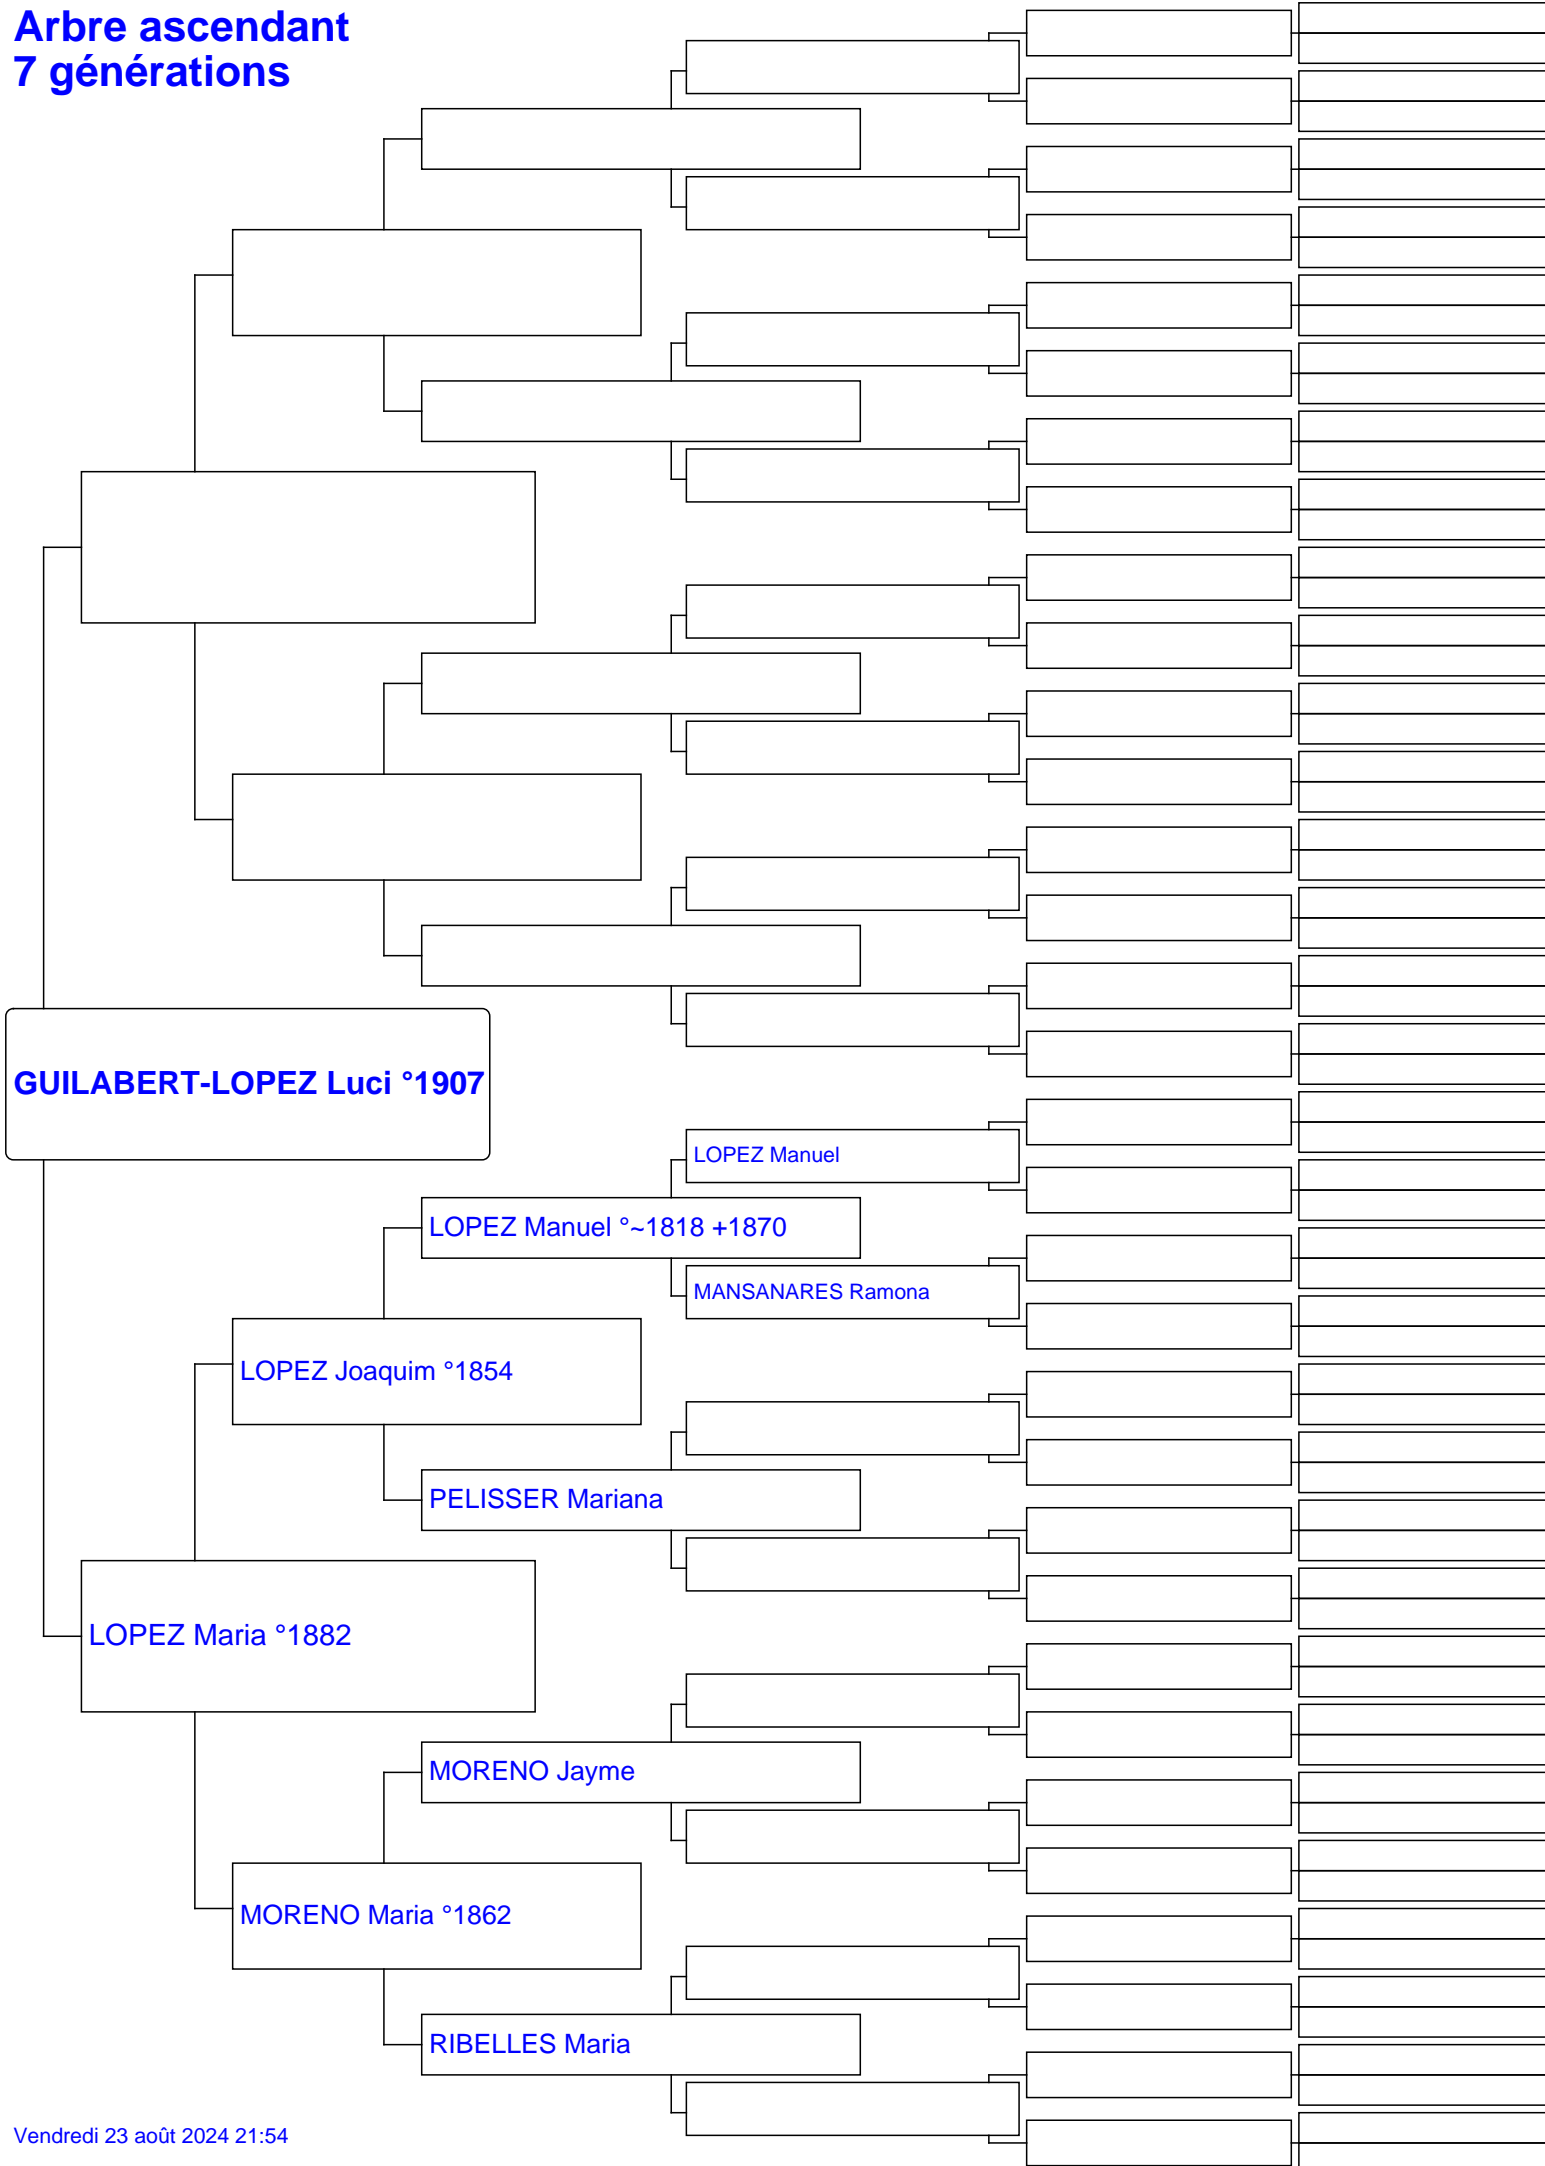 Arbre ascendant
7 générations
GUILABERT-LOPEZ Luci °1907
LOPEZ Manuel
LOPEZ Manuel °~1818 +1870
MANSANARES Ramona
LOPEZ Joaquim °1854
PELISSER Mariana
LOPEZ Maria °1882
MORENO Jayme
MORENO Maria °1862
RIBELLES Maria
Vendredi 23 août 2024 21:54